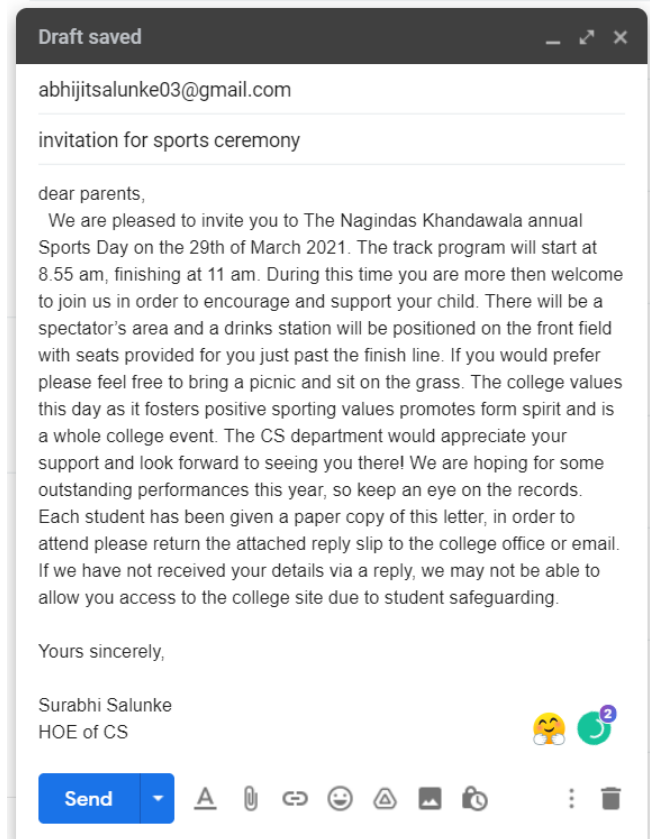 Draft saved
abhijitsalunke03@gmail.com
invitation for sports ceremony
dear parents,
We are pleased to invite you to The Nagindas Khandawala annual
Sports Day on the 29th of March 2021. The track program will start at
8.55 am, finishing at 11 am. During this time you are more then welcome
to join us in order to encourage and support your child. There will be a
spectator’s area and a drinks station will be positioned on the front field
with seats provided for you just past the finish line. If you would prefer
please feel free to bring a picnic and sit on the grass. The college values
this day as it fosters positive sporting values promotes form spirit and is
a whole college event. The CS department would appreciate your
support and look forward to seeing you there! We are hoping for some
outstanding performances this year, so keep an eye on the records.
Each student has been given a paper copy of this letter, in order to
attend please return the attached reply slip to the college office or email.
If we have not received your details via a reply, we may not be able to
allow you access to the college site due to student safeguarding.
Yours sincerely,
Surabhi Salunke
HOE of CS
2
Send